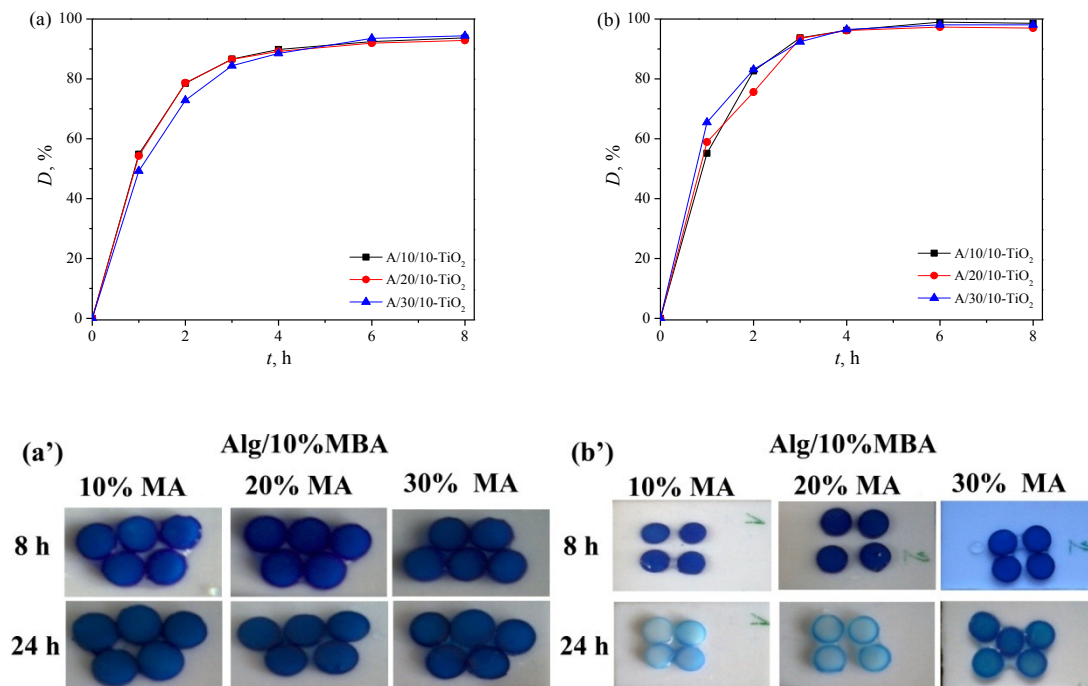 (a)
100
80
60
40
20
0
D, %
A/10/10-TiO₂
A/20/10-TiO₂
A/30/10-TiO₂
0 2 4 6 8
t, h
(b)
100
80
60
40
20
0
D, %
A/10/10-TiO₂
A/20/10-TiO₂
A/30/10-TiO₂
0 2 4 6 8
t, h
(a') Alg/10%MBA
10% MA 20% MA 30% MA
8 h
24 h
(b') Alg/10%MBA
10% MA 20% MA 30% MA
8 h
24 h